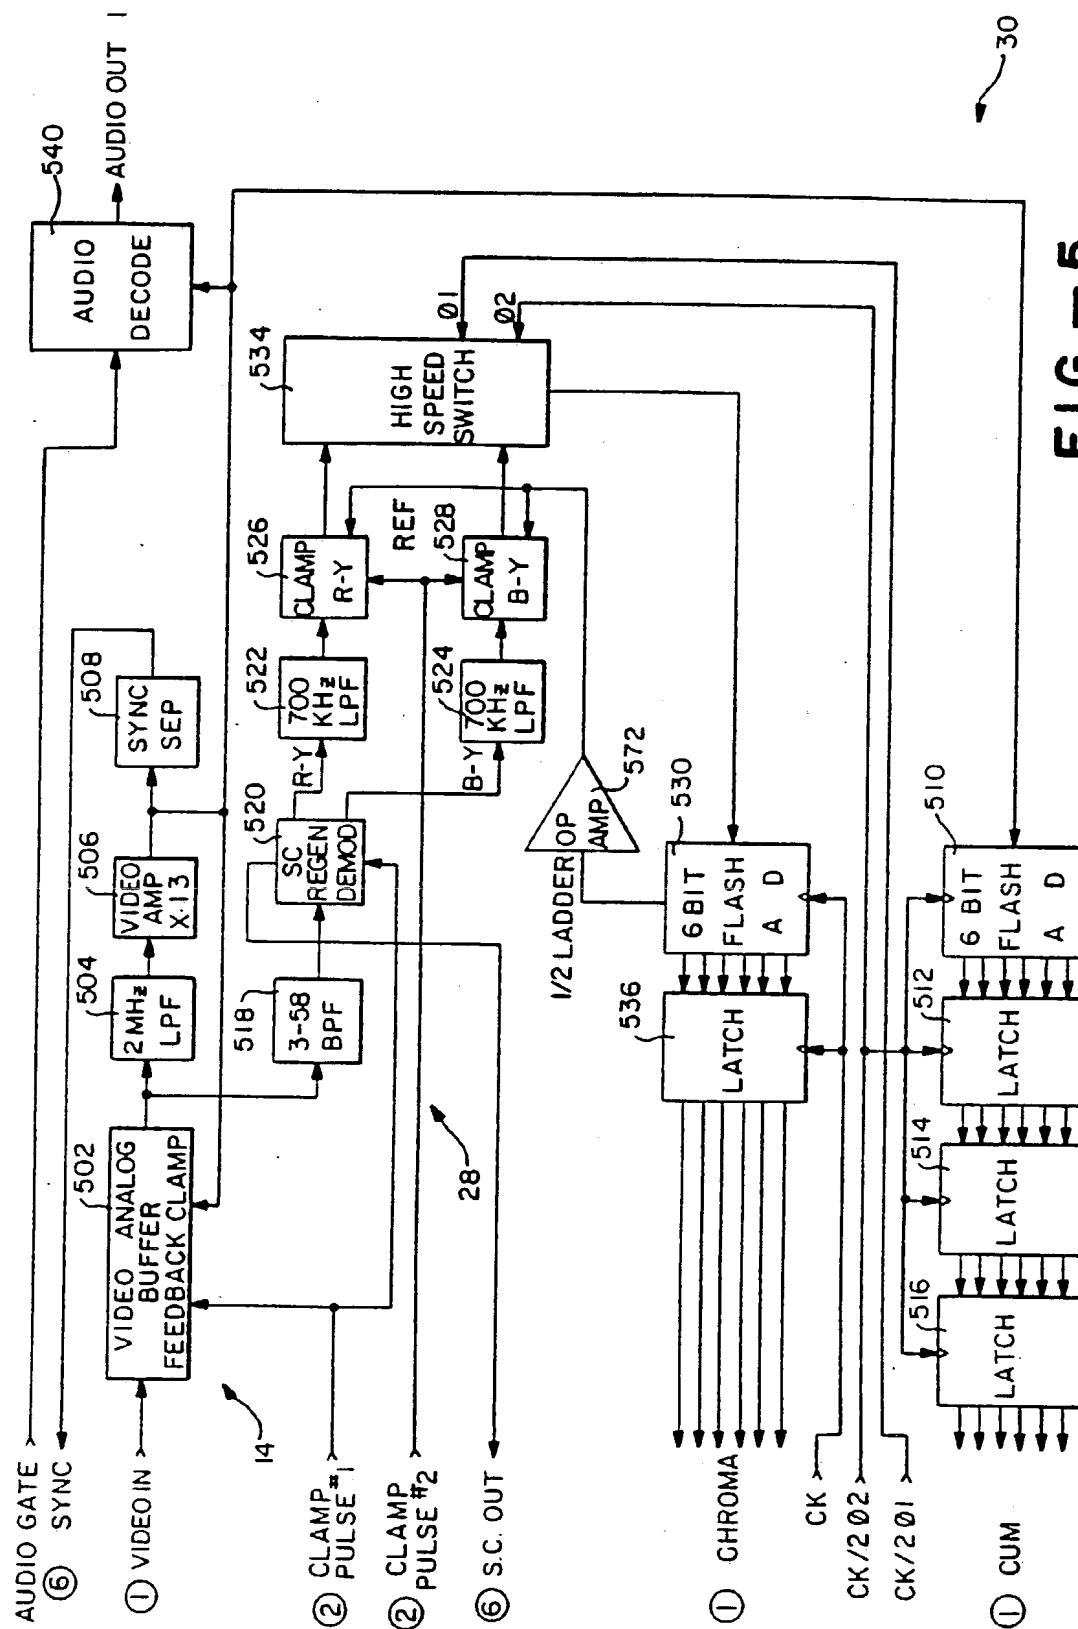 AUDIO GATE
⑥ SYNC
① VIDEO IN
② CLAMP
PULSE #1
② CLAMP
PULSE #2
⑥ S.C. OUT
① CHROMA
CK
CK/2 Ø2
CK/2 Ø1
① CUM
14
28
30
502
VIDEO ANALOG
BUFFER
FEEDBACK CLAMP
504
2MHz
LPF
506
VIDEO
AMP
X·13
508
SYNC
SEP
540
AUDIO
DECODE
AUDIO OUT 1
518
3-58
BPF
520
SC
REGEN
DEMOD
R-Y
B-Y
522
700
KHz
LPF
524
700
KHz
LPF
526
CLAMP
R-Y
REF
528
CLAMP
B-Y
534
HIGH
SPEED
SWITCH
Ø1
Ø2
1/2 LADDER
OP
AMP
572
530
6 BIT
FLASH
A D
536
LATCH
510
6 BIT
FLASH
A D
512
LATCH
514
LATCH
516
LATCH
FIG-5